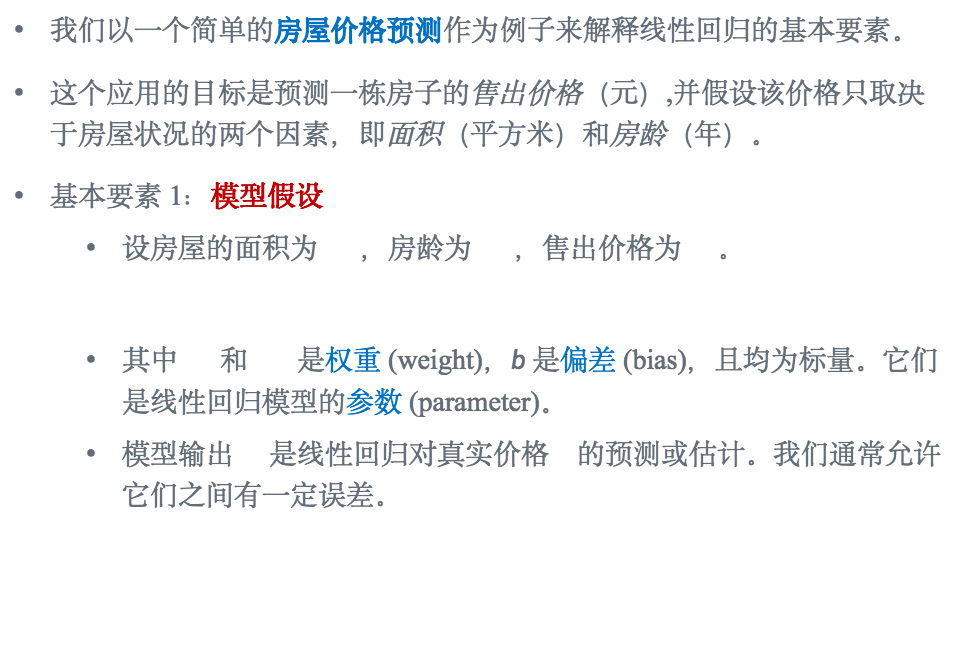 • 我们以一个简单的房屋价格预测作为例子来解释线性回归的基本要素。
• 这个应用的目标是预测一栋房子的售出价格（元）,并假设该价格只取决
于房屋状况的两个因素，即面积（平方米）和房龄（年）。
• 基本要素 1：模型假设
• 设房屋的面积为 ，房龄为 ，售出价格为 。
• 其中 和 是权重 (weight)，b 是偏差 (bias)，且均为标量。它们
是线性回归模型的参数 (parameter)。
• 模型输出 是线性回归对真实价格 的预测或估计。我们通常允许
它们之间有一定误差。